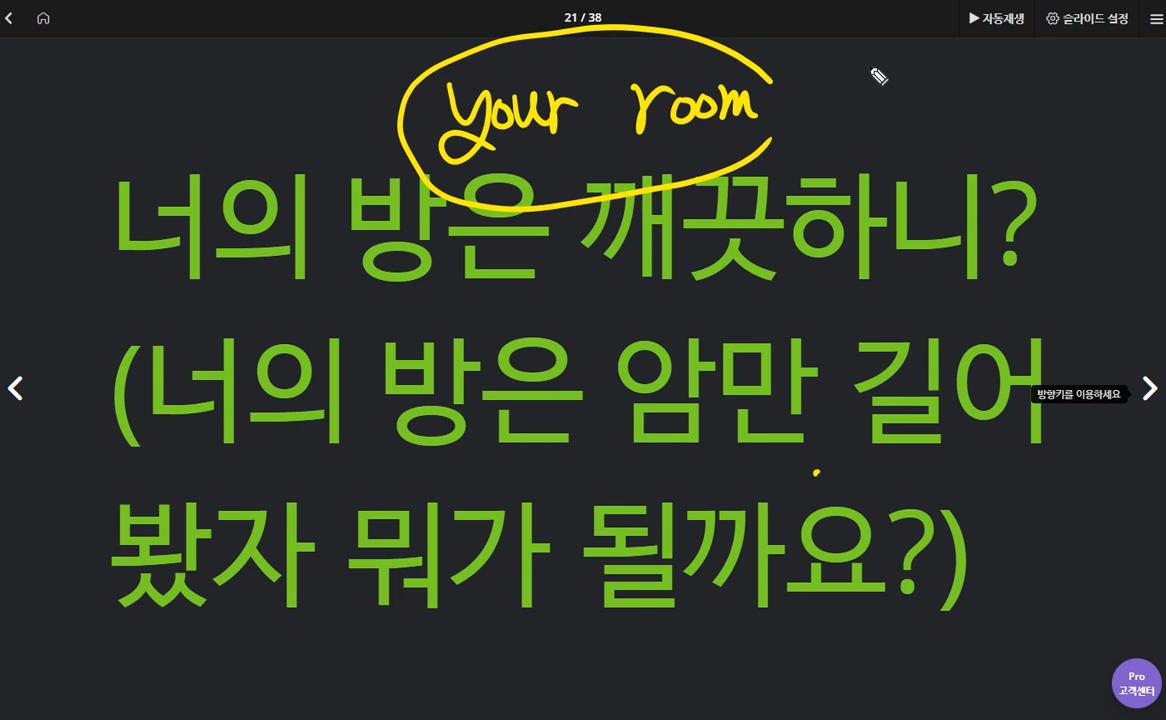 21 / 38
▶ 자동재생
슬라이드 설정
your room
너의 방은 깨끗하니?
(너의 방은 암만 길어
방향키를 이용하세요
봤자 뭐가 될까요?)
Pro
고객센터